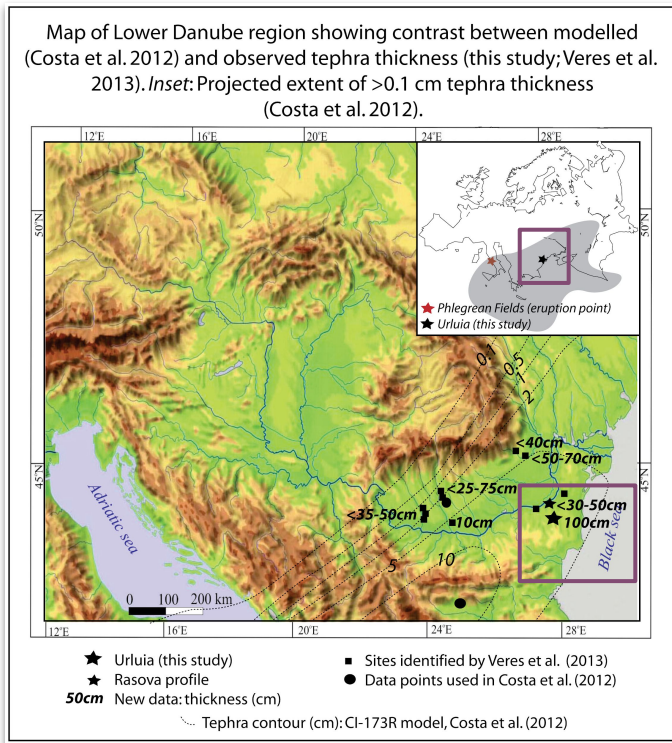 Map of Lower Danube region showing contrast between modelled
(Costa et al. 2012) and observed tephra thickness (this study; Veres et al.
2013). Inset: Projected extent of >0.1 cm tephra thickness
(Costa et al. 2012).
12°E 16°E 20°E 24°E 28°E
50°N
50°N
Phlegrean Fields (eruption point)
Urluia (this study)
0.1
0.5
1
2
<40cm
<50-70cm
45°N
45°N
<25-75cm
<35-50cm
10cm
<30-50cm
100cm
Adriatic sea
Black sea
5
10
0 100 200 km
12°E 16°E 20°E 24°E 28°E
Urluia (this study)
Rasova profile
50cm New data: thickness (cm)
Sites identified by Veres et al. (2013)
Data points used in Costa et al. (2012)
Tephra contour (cm): CI-173R model, Costa et al. (2012)